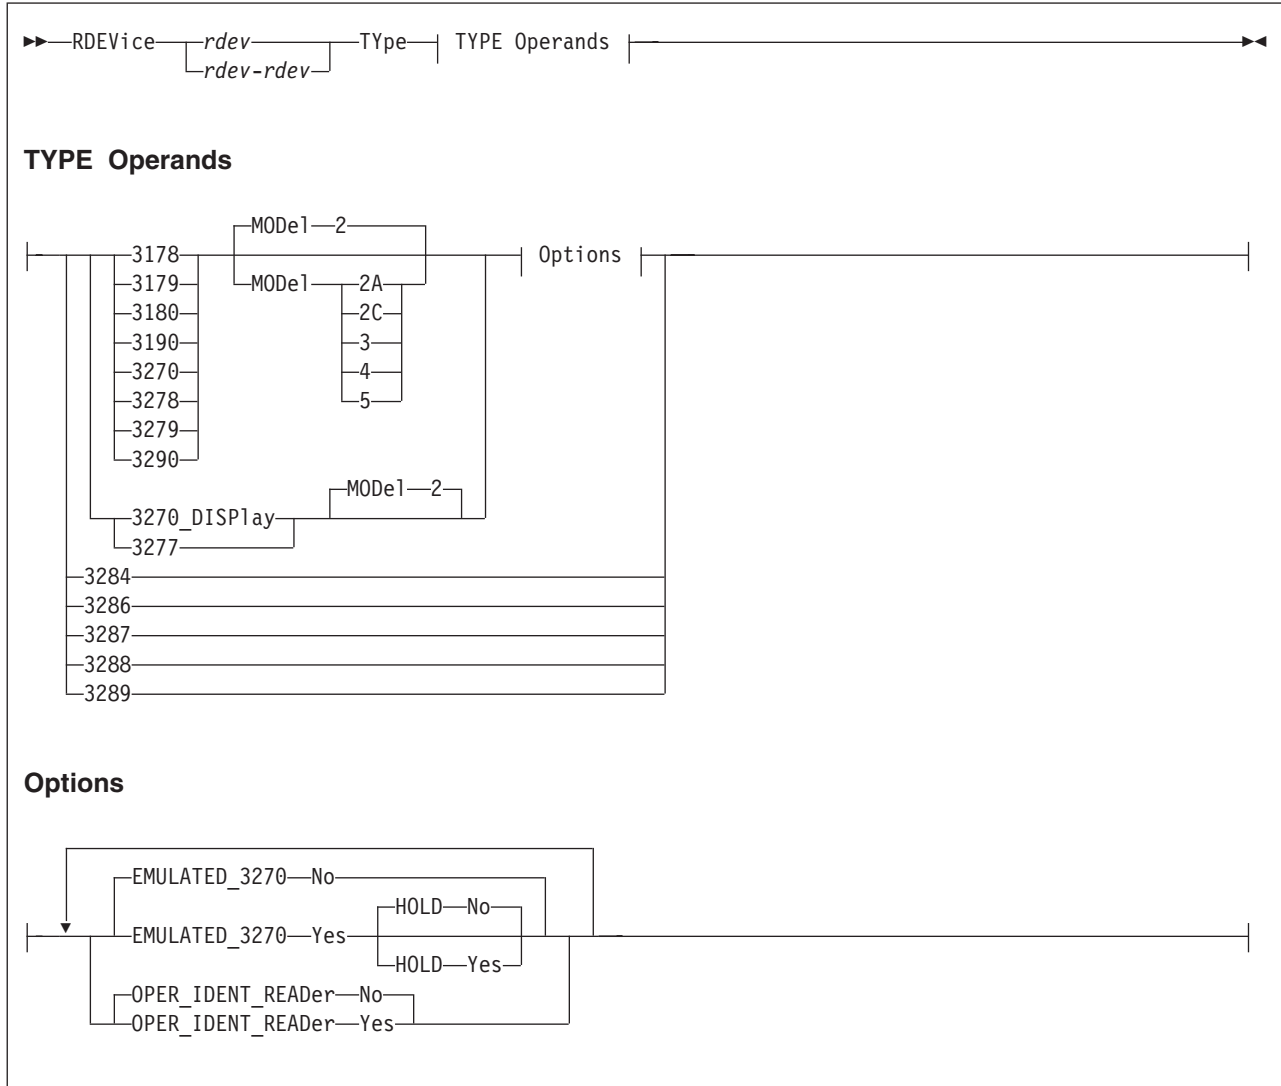 RDEVice rdev TYpe TYPE Operands
rdev-rdev
TYPE Operands
MODel 2
3178 Options
3179 MODel 2A
3180 2C
3190 3
3270 4
3278 5
3279
3290
MODel 2
3270_DISPlay
3277
3284
3286
3287
3288
3289
Options
EMULATED_3270 No
HOLD No
EMULATED_3270 Yes
HOLD Yes
OPER_IDENT_READer No
OPER_IDENT_READer Yes